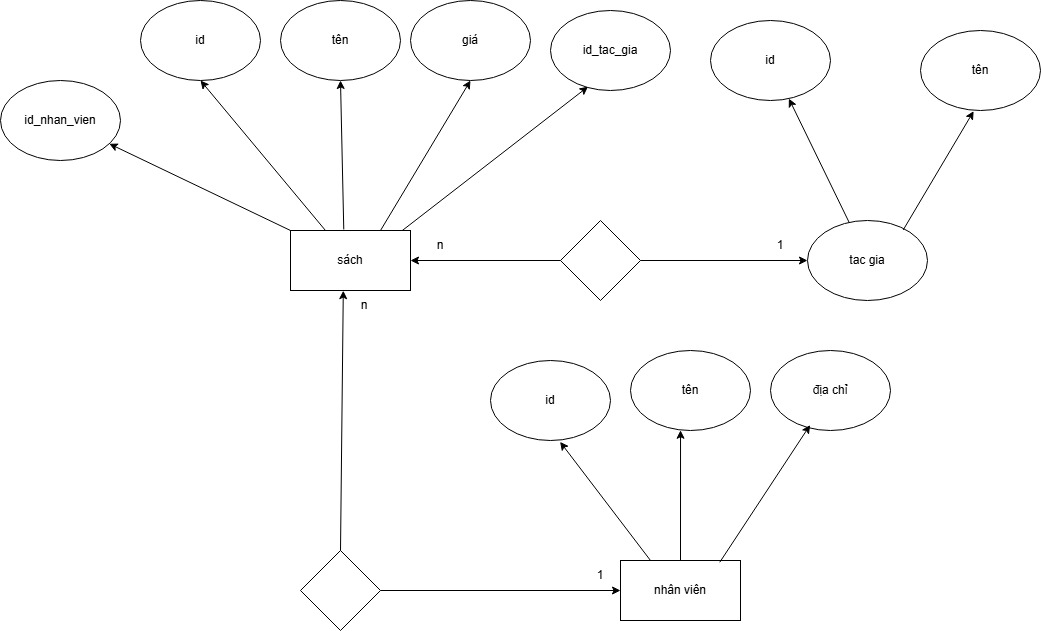 id
tên
giá
id_tac_gia
id
tên
id_nhan_vien
n
1
sách
tac gia
n
id
tên
địa chỉ
1
nhân viên